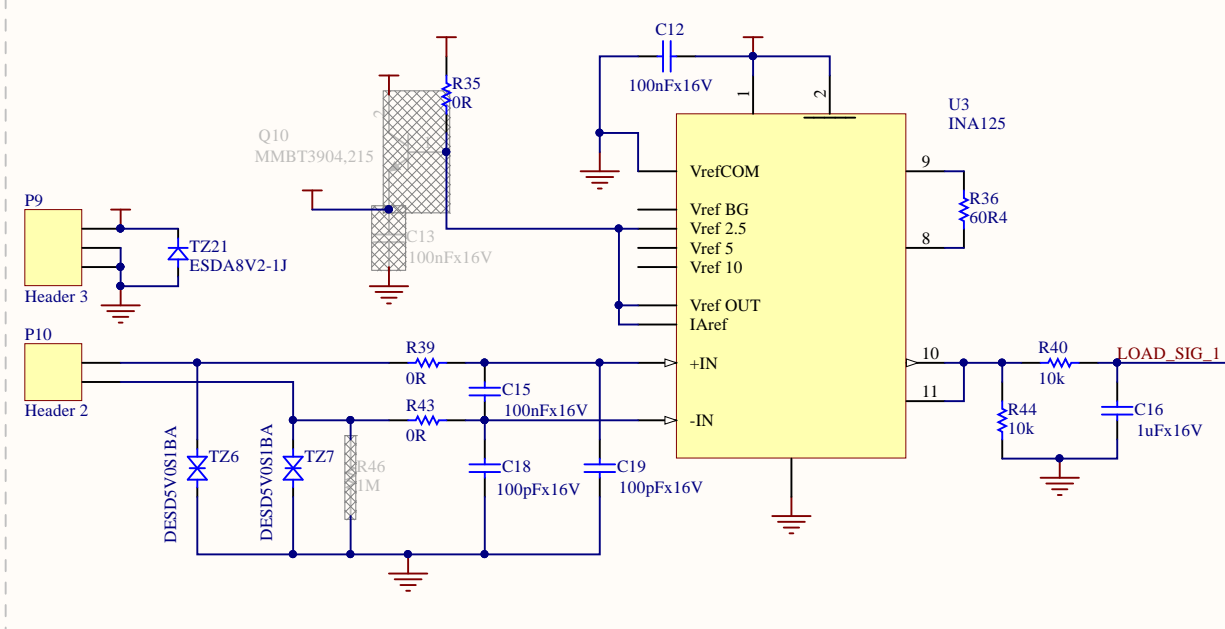 C12
100nFx16V
R35
0R
1
2
U3
INA125
Q10
MMBT3904,215
2
VrefCOM
9
R36
60R4
8
P9
Vref BG
Vref 2.5
Vref 5
Vref 10
TZ21
ESDA8V2-1J
C13
100nFx16V
Header 3
Vref OUT
IAref
P10
R39
0R
+IN
10
R40
10k
LOAD_SIG_1
C15
100nFx16V
11
Header 2
R43
0R
-IN
R44
10k
C16
1uFx16V
DESD5V0S1BA
TZ6
DESD5V0S1BA
TZ7
R46
1M
C18
100pFx16V
C19
100pFx16V